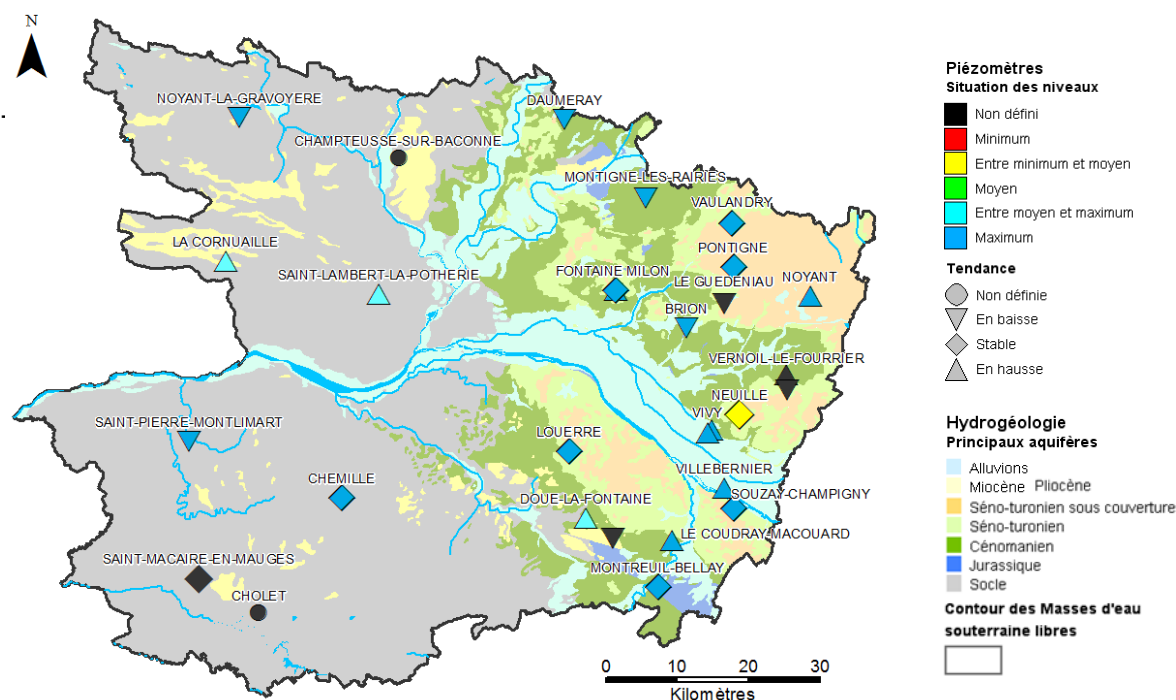 N
NOYANT-LA-GRAVOYERE
DAUMERAY
CHAMPTEUSSE-SUR-BACONNE
MONTIGNE-LES-RAIRIES
VAULANDRY
LA CORNUAILLE
PONTIGNE
SAINT-LAMBERT-LA-POTHERIE
FONTAINE MILON
LE GUEDENIAU
NOYANT
BRION
VERNOIL-LE-FOURRIER
NEUILLE
SAINT-PIERRE-MONTLIMART
VIVY
LOUERRE
VILLEBERNIER
CHEMILLE
SOUZAY-CHAMPIGNY
DOUE-LA-FONTAINE
LE COUDRAY-MACOUARD
SAINT-MACAIRE-EN-MAUGES
MONTREUIL-BELLAY
CHOLET
0 10 20 30
Kilomètres
Piézomètres
Situation des niveaux
Non défini
Minimum
Entre minimum et moyen
Moyen
Entre moyen et maximum
Maximum
Tendance
Non définie
En baisse
Stable
En hausse
Hydrogéologie
Principaux aquifères
Alluvions
Miocène Pliocène
Séno-turonien sous couverture
Séno-turonien
Cénomanien
Jurassique
Socle
Contour des Masses d'eau
souterraine libres